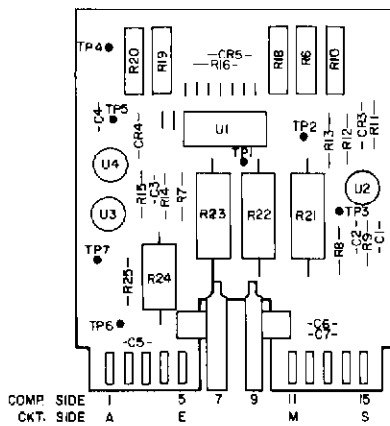 TP4
R20
R19
-CR5-
-R16-
R18
R6
R10
-C4-
TP5
CR4
U1
TP1
TP2
R13
R12
-CR3-
R11
U4
U3
R15
-C3-
R14
R7
R23
R22
R21
U2
TP3
R8
-C2-
R9
-C1-
TP7
R25
R24
TP6
-C5-
-C6-
-C7-
COMP. SIDE 1 5 7 9 11 15
CKT. SIDE A E M S